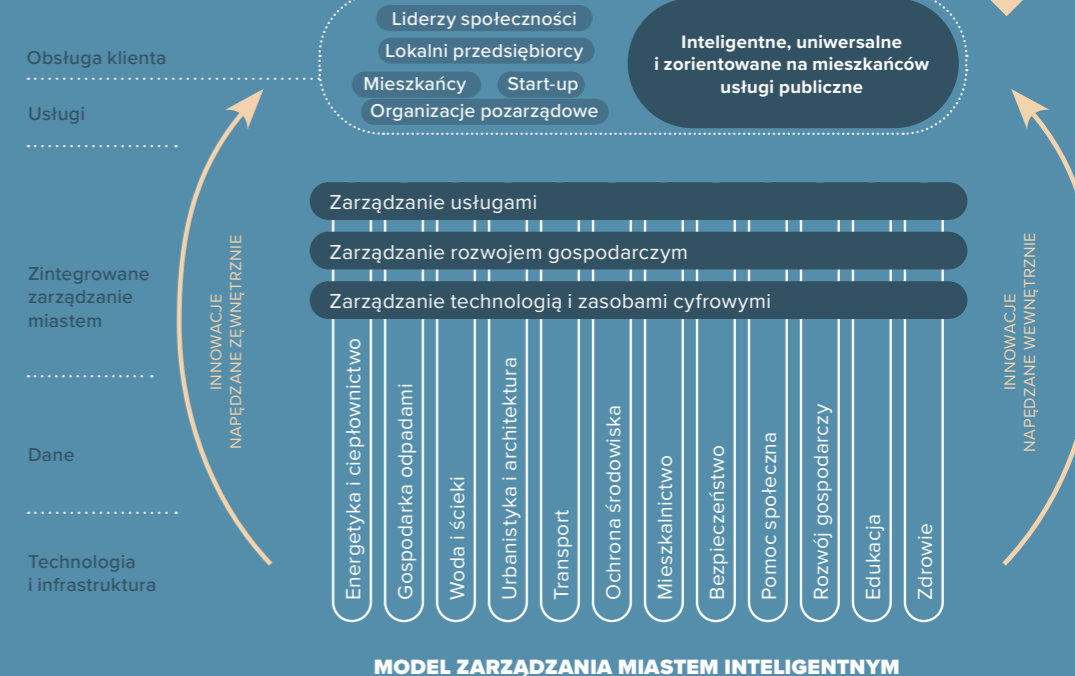 Obsługa klienta
Usługi
Zintegrowane
zarządzanie
miastem
Dane
Technologia
i infrastruktura
INNOWACJE
NAPĘDZANE ZEWNĘTRZNIE
Liderzy społeczności
Lokalni przedsiębiorcy
Mieszkańcy
Start-up
Organizacje pozarządowe
Inteligentne, uniwersalne
i zorientowane na mieszkańców
usługi publiczne
Zarządzanie usługami
Zarządzanie rozwojem gospodarczym
Zarządzanie technologią i zasobami cyfrowymi
Energetyka i ciepłownictwo
Gospodarka odpadami
Woda i ścieki
Urbanistyka i architektura
Transport
Ochrona środowiska
Mieszkalnictwo
Bezpieczeństwo
Pomoc społeczna
Rozwój gospodarczy
Edukacja
Zdrowie
INNOWACJE
NAPĘDZANE WEWNĘTRZNIE
MODEL ZARZĄDZANIA MIASTEM INTELIGENTNYM